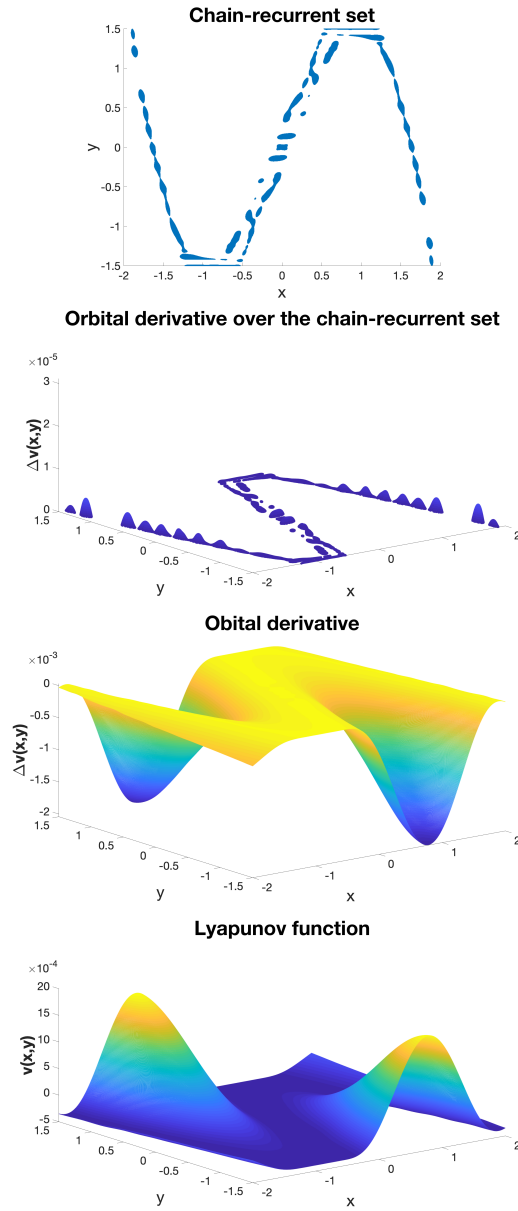 Chain-recurrent set
1.5
1
0.5
0
-0.5
-1
-1.5
y
-2 -1.5 -1 -0.5 0 0.5 1 1.5 2
x
Orbital derivative over the chain-recurrent set
×10⁻⁵
3
2
1
0
Δv(x,y)
1.5 1 0.5 0 -0.5 -1 -1.5
y
-2 -1 0 1 2
x
Obital derivative
×10⁻³
0
-0.5
-1
-1.5
-2
Δv(x,y)
1.5 1 0.5 0 -0.5 -1 -1.5
y
-2 -1 0 1 2
x
Lyapunov function
×10⁻⁴
20
15
10
5
0
-5
v(x,y)
1.5 1 0.5 0 -0.5 -1 -1.5
y
-2 -1 0 1 2
x